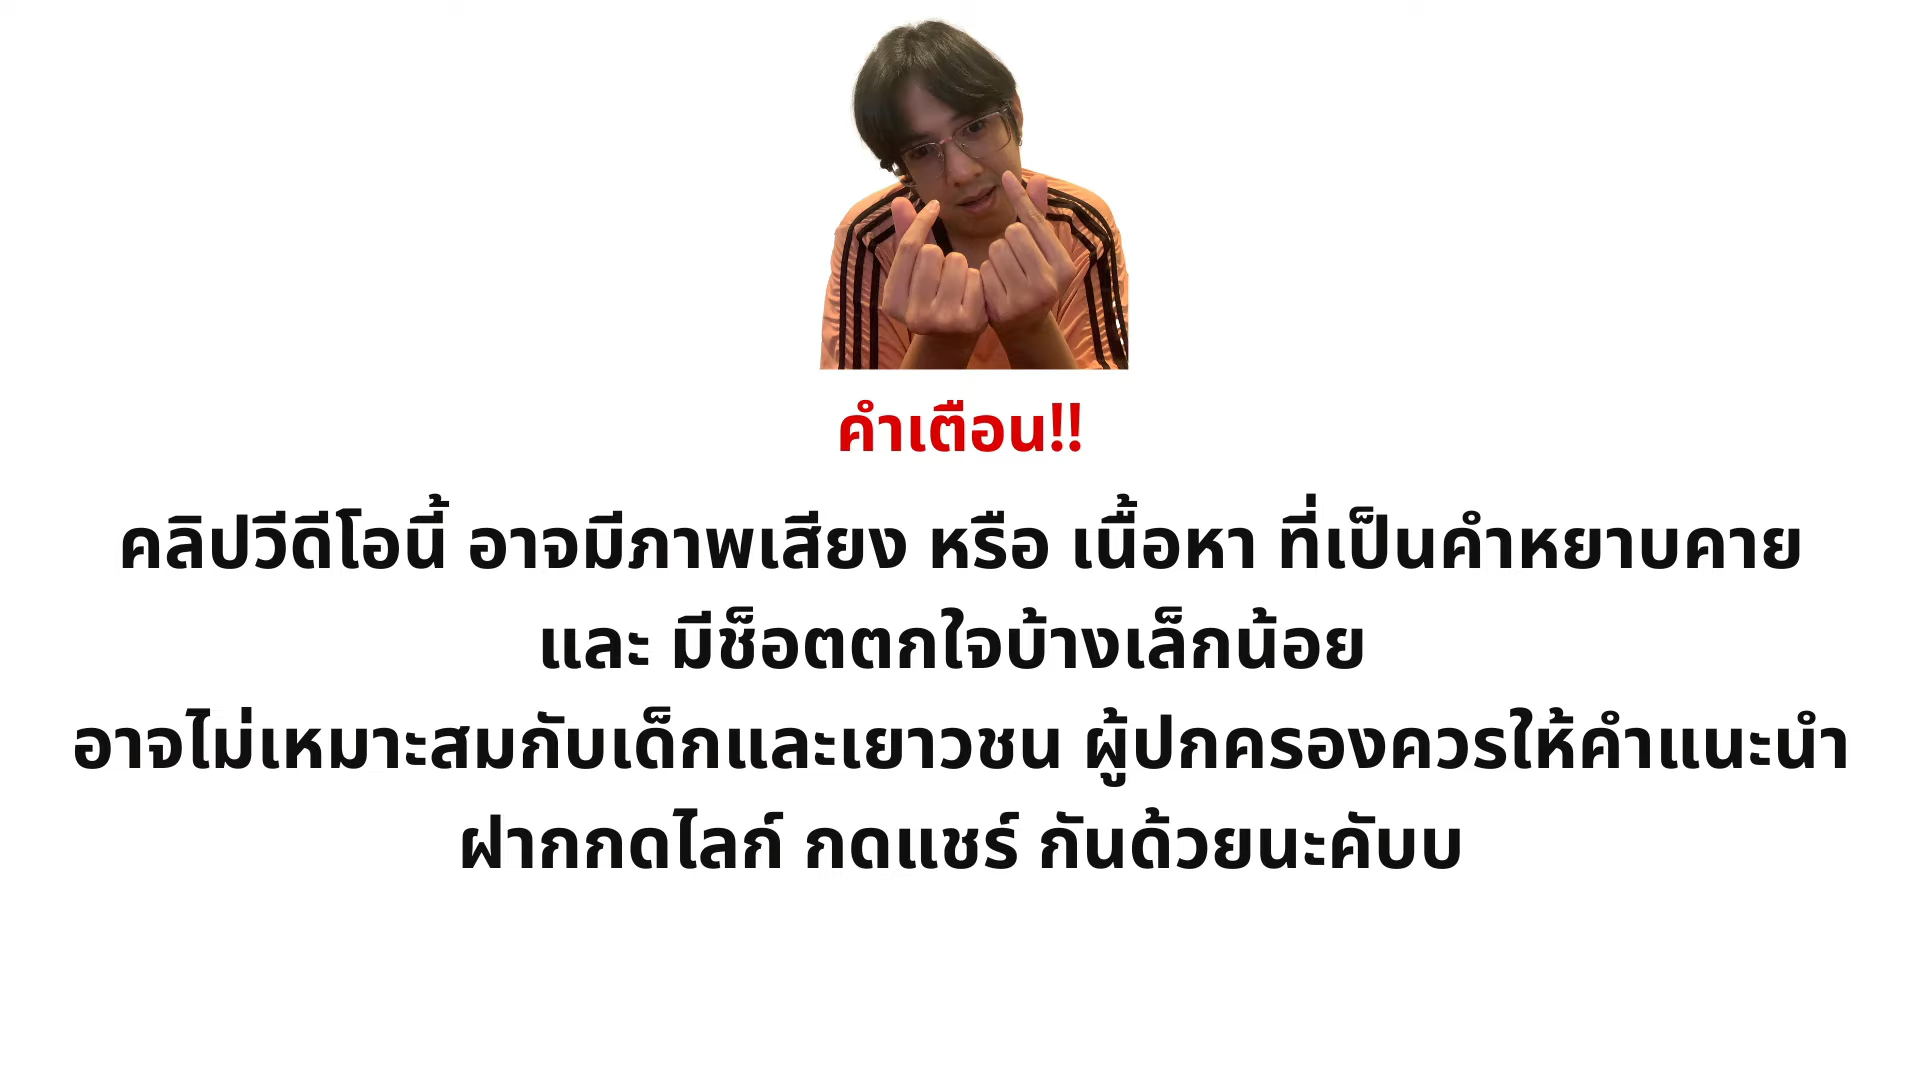 คำเตือน!!
คลิปวีดีโอนี้ อาจมีภาพเสียง หรือ เนื้อหา ที่เป็นคำหยาบคาย
และ มีช็อตตกใจบ้างเล็กน้อย
อาจไม่เหมาะสมกับเด็กและเยาวชน ผู้ปกครองควรให้คำแนะนำ
ฝากกดไลก์ กดแชร์ กันด้วยนะคับบ